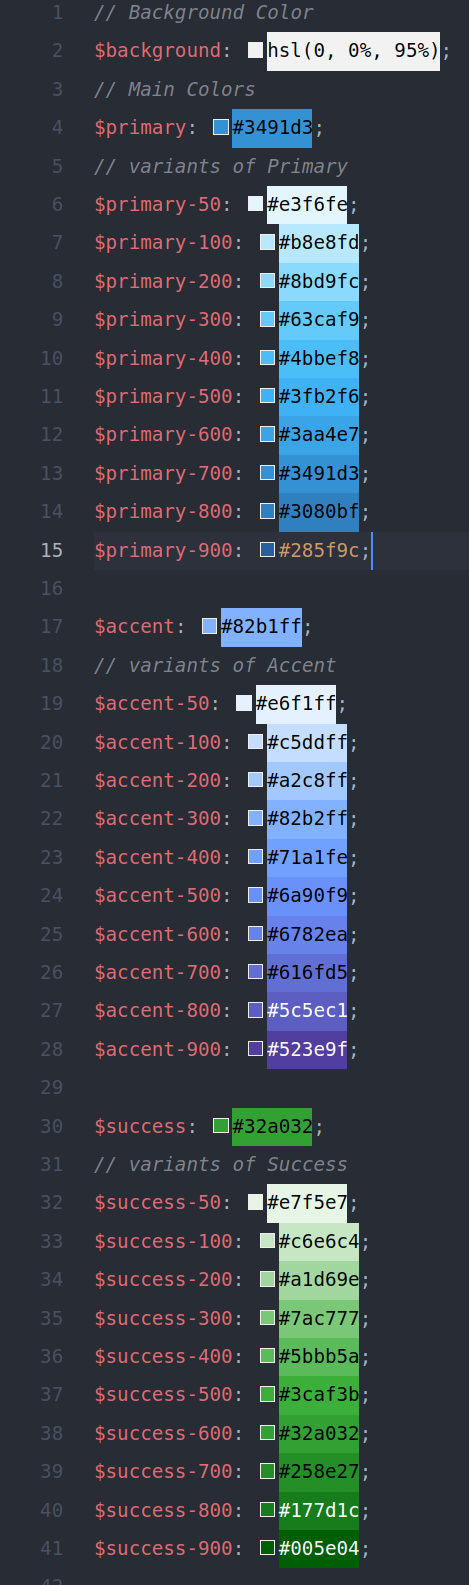 1 // Background Color
2 $background: hsl(0, 0%, 95%);
3 // Main Colors
4 $primary: #3491d3;
5 // variants of Primary
6 $primary-50: #e3f6fe;
7 $primary-100: #b8e8fd;
8 $primary-200: #8bd9fc;
9 $primary-300: #63caf9;
10 $primary-400: #4bbef8;
11 $primary-500: #3fb2f6;
12 $primary-600: #3aa4e7;
13 $primary-700: #3491d3;
14 $primary-800: #3080bf;
15 $primary-900: #285f9c;
16
17 $accent: #82b1ff;
18 // variants of Accent
19 $accent-50: #e6f1ff;
20 $accent-100: #c5ddff;
21 $accent-200: #a2c8ff;
22 $accent-300: #82b2ff;
23 $accent-400: #71a1fe;
24 $accent-500: #6a90f9;
25 $accent-600: #6782ea;
26 $accent-700: #616fd5;
27 $accent-800: #5c5ec1;
28 $accent-900: #523e9f;
29
30 $success: #32a032;
31 // variants of Success
32 $success-50: #e7f5e7;
33 $success-100: #c6e6c4;
34 $success-200: #a1d69e;
35 $success-300: #7ac777;
36 $success-400: #5bbb5a;
37 $success-500: #3caf3b;
38 $success-600: #32a032;
39 $success-700: #258e27;
40 $success-800: #177d1c;
41 $success-900: #005e04;